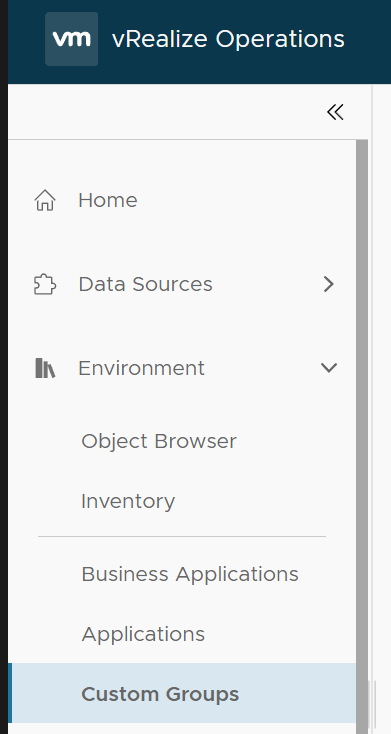 vm vRealize Operations
Home
Data Sources
Environment
Object Browser
Inventory
Business Applications
Applications
Custom Groups